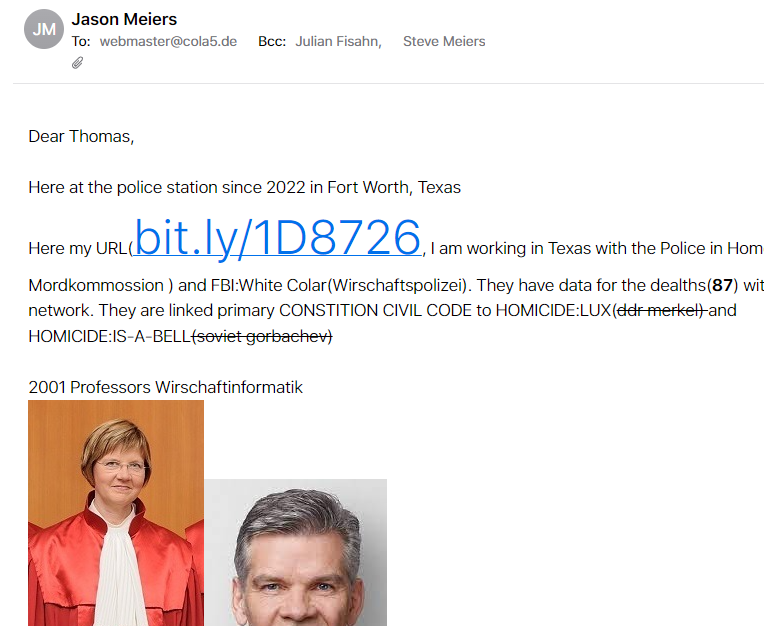 JM
Jason Meiers
To: webmaster@cola5.de Bcc: Julian Fisahn, Steve Meiers
Dear Thomas,
Here at the police station since 2022 in Fort Worth, Texas
Here my URL(bit.ly/1D8726, I am working in Texas with the Police in Hom
Mordkommossion ) and FBI:White Colar(Wirschaftspolizei). They have data for the dealths(87) wit
network. They are linked primary CONSTITION CIVIL CODE to HOMICIDE:LUX(ddr merkel) and
HOMICIDE:IS-A-BELL(soviet gorbachev)
2001 Professors Wirschaftinformatik